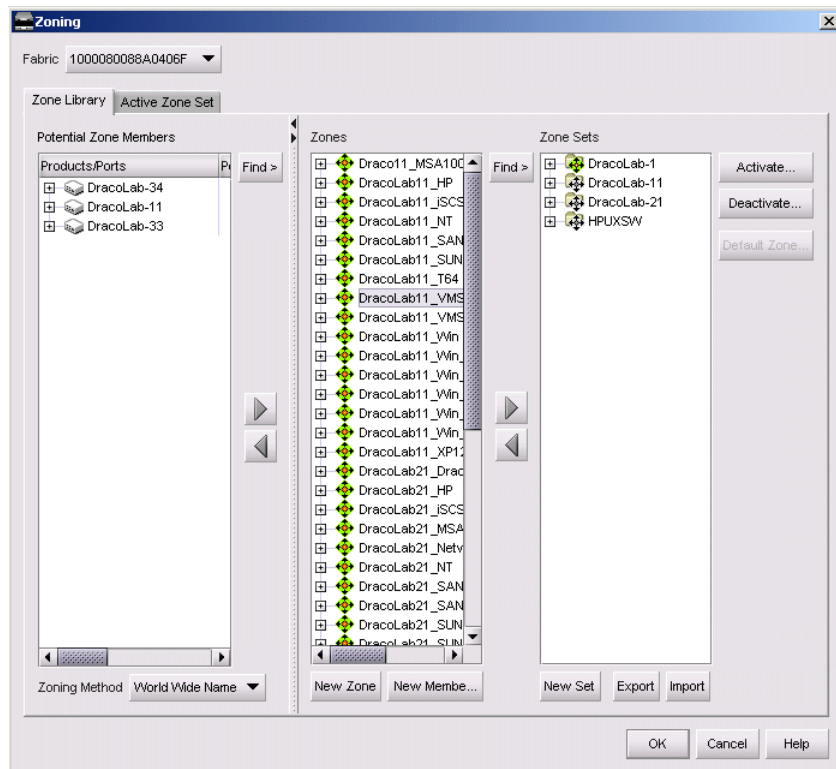 Zoning
Fabric 1000080088A0406F
Zone Library Active Zone Set
Potential Zone Members
Products/Ports
Find >
DracoLab-34
DracoLab-11
DracoLab-33
Zoning Method World Wide Name
Zones
Draco11_MSA100
DracoLab11_HP
DracoLab11_iSCS
DracoLab11_NT
DracoLab11_SAN
DracoLab11_SUN
DracoLab11_T64
DracoLab11_VMS
DracoLab11_VMS
DracoLab11_Win
DracoLab11_Win_
DracoLab11_Win_
DracoLab11_Win_
DracoLab11_Win_
DracoLab11_Win_
DracoLab11_XP12
DracoLab21_Drac
DracoLab21_HP
DracoLab21_iSCS
DracoLab21_MSA
DracoLab21_Netv
DracoLab21_NT
DracoLab21_SAN
DracoLab21_SAN
DracoLab21_SUN
DracoLab21_SUN
New Zone New Membe...
Find >
Zone Sets
DracoLab-1
DracoLab-11
DracoLab-21
HPUXSW
New Set Export Import
Activate...
Deactivate...
Default Zone...
OK Cancel Help